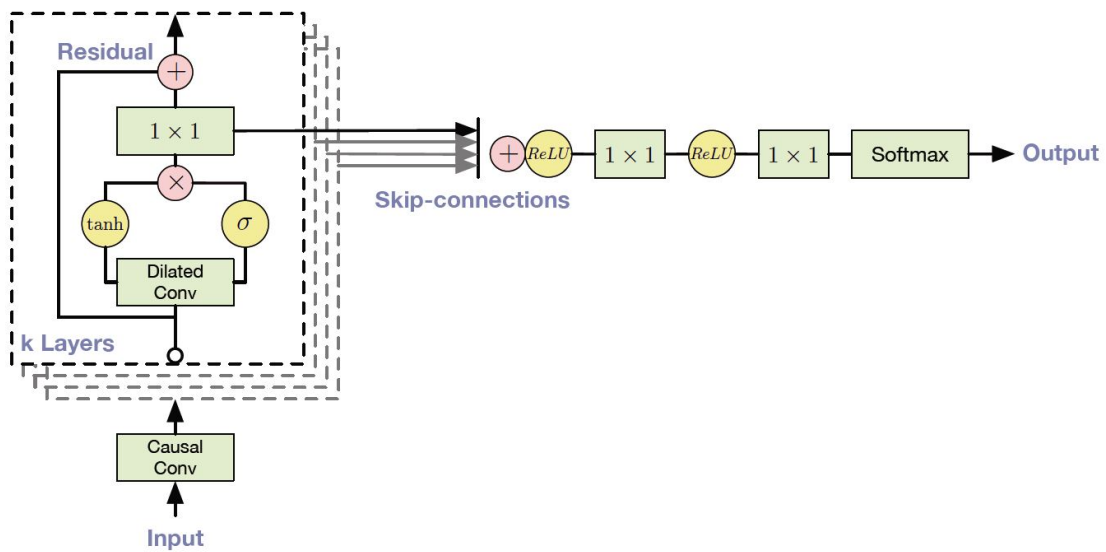 Residual
+
1 × 1
×
tanh
σ
Dilated
Conv
k Layers
Causal
Conv
Input
Skip-connections
+
ReLU
1 × 1
ReLU
1 × 1
Softmax
Output